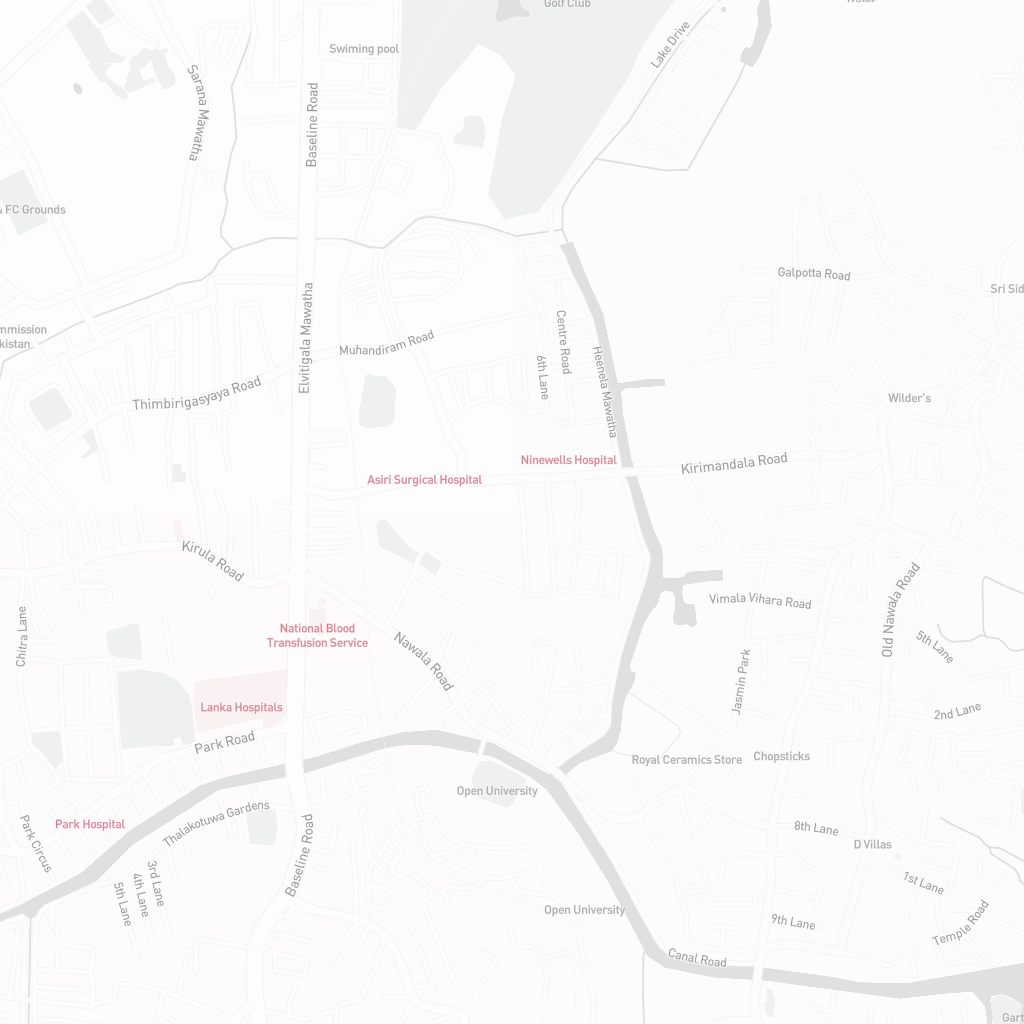 Golf Club
Lake Drive
Swiming pool
Sarana Mawatha
Baseline Road
& FC Grounds
Galpotta Road
Sri Sid
mmission
kistan
Elvitigala Mawatha
Muhandiram Road
Centre Road
6th Lane
Heenela Mawatha
Thimbirigasyaya Road
Wilder's
Ninewells Hospital
Kirimandala Road
Asiri Surgical Hospital
Kirula Road
Vimala Vihara Road
Old Nawala Road
Chitra Lane
National Blood
Transfusion Service
Nawala Road
5th Lane
Jasmin Park
Lanka Hospitals
2nd Lane
Park Road
Royal Ceramics Store
Chopsticks
Open University
Park Hospital
Thalakotuwa Gardens
8th Lane
Park Circus
D Villas
Baseline Road
3rd Lane
4th Lane
5th Lane
1st Lane
Open University
9th Lane
Temple Road
Canal Road
Gart